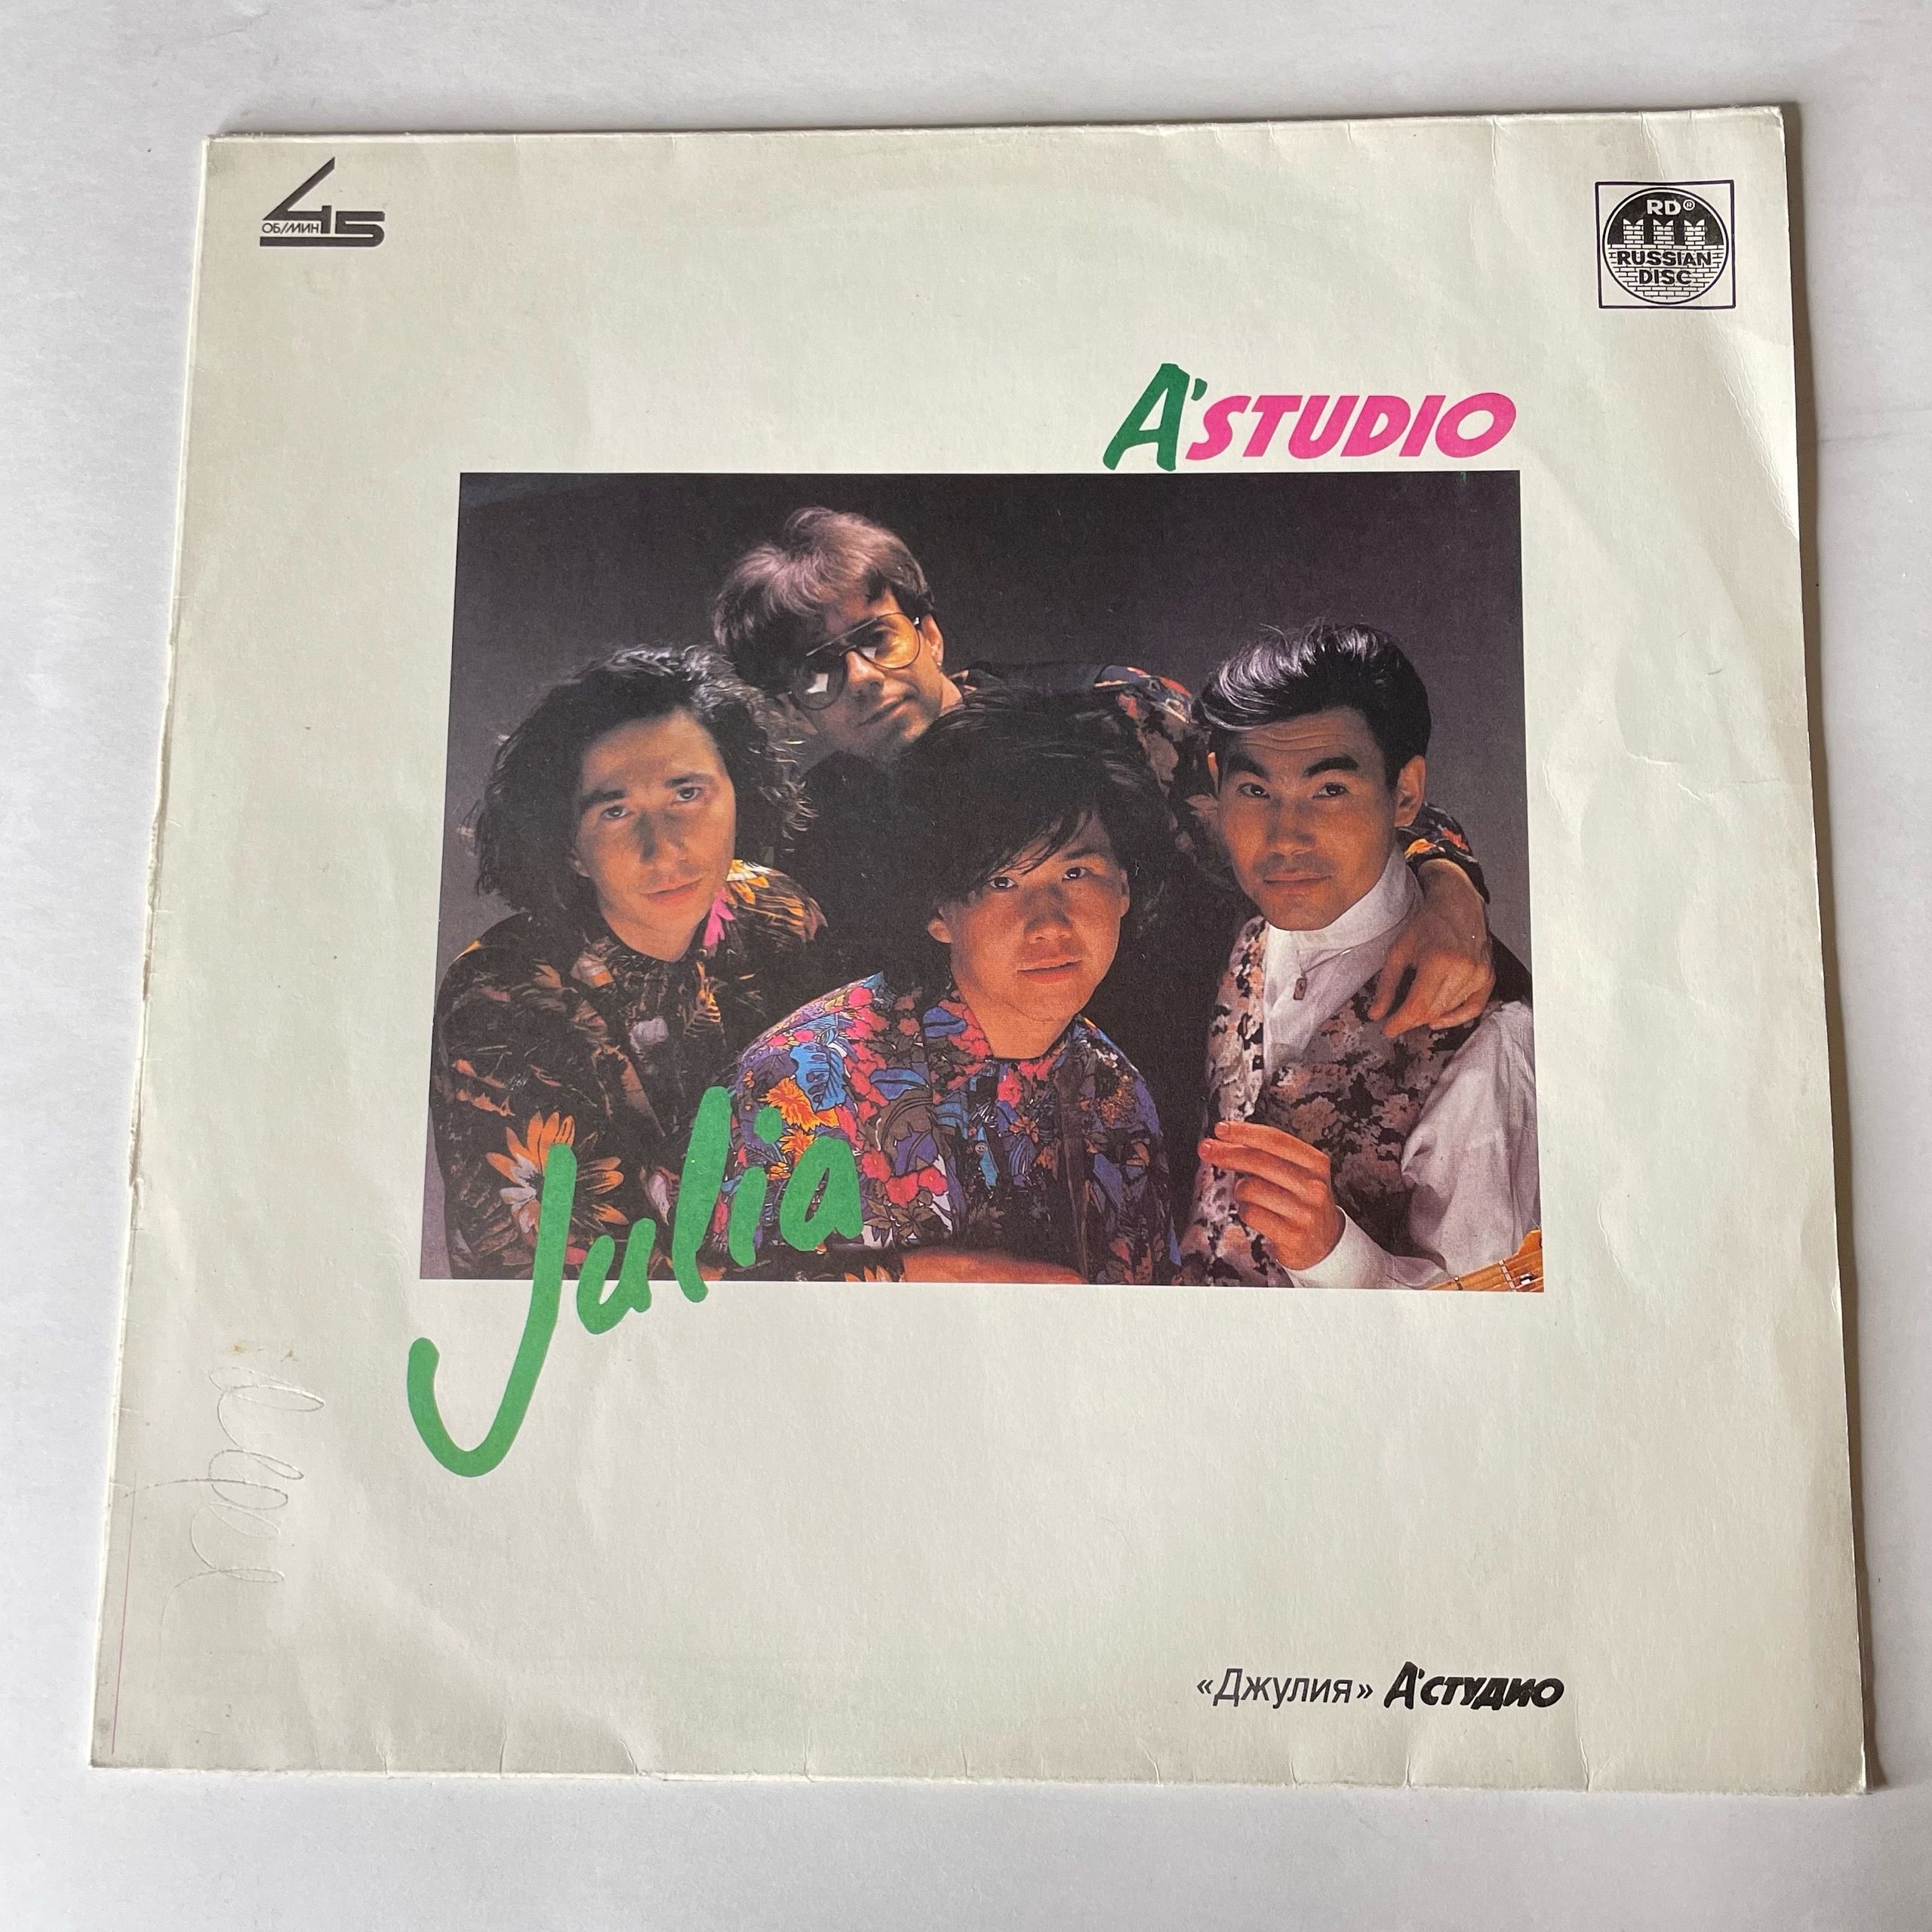 45
ОБ/МИН
RD®
RUSSIAN
DISC
A'STUDIO
Julia
«Джулия» А'СТУДИО